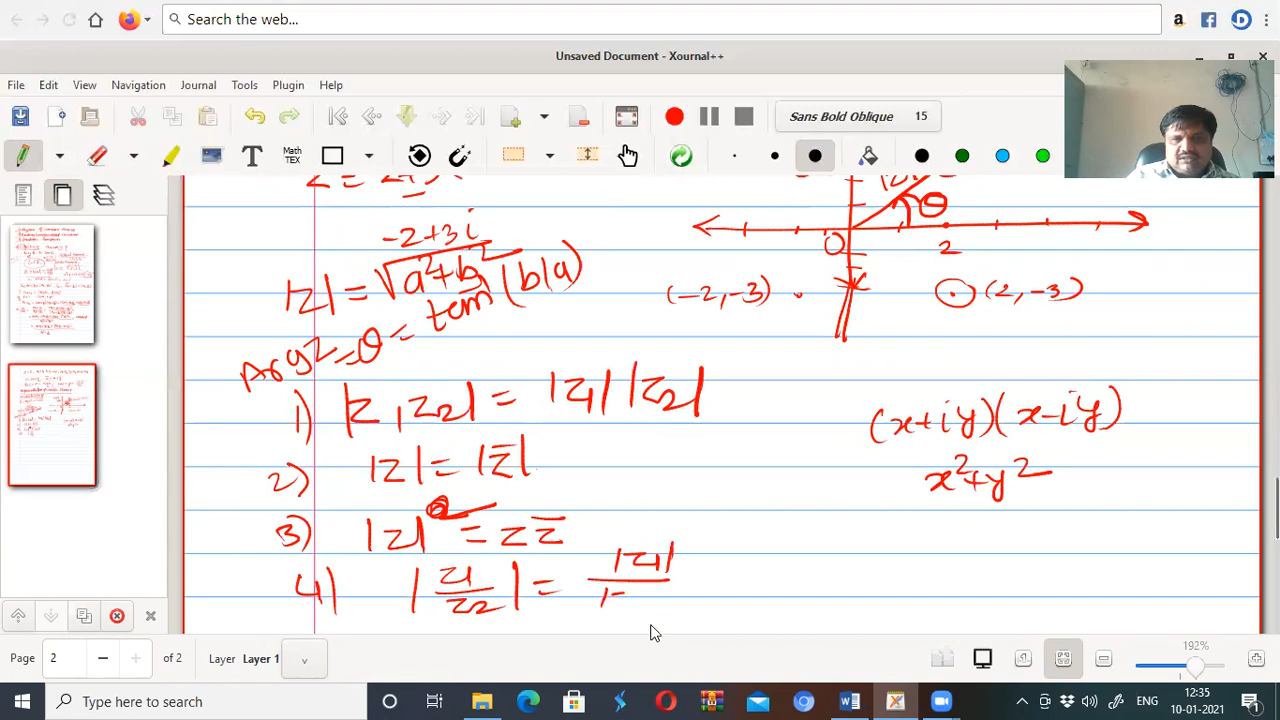 Search the web...
Unsaved Document - Xournal++
File Edit View Navigation Journal Tools Plugin Help
Sans Bold Oblique 15
Math
TEX
-2+3i
|z| = √a²+b²
tan (b/a)
Arg z = θ =
1) |z1z2| = |z1| |z2|
2) |z| = |z̅|
3) |z|² = z z̅
4) |z1/z2| = |z1|
θ
O 2
(-2,-3) (2,-3)
(x+iy)(x-iy)
x²+y²
192%
Page 2 of 2 Layer Layer 1
Type here to search
ENG
12:35
10-01-2021